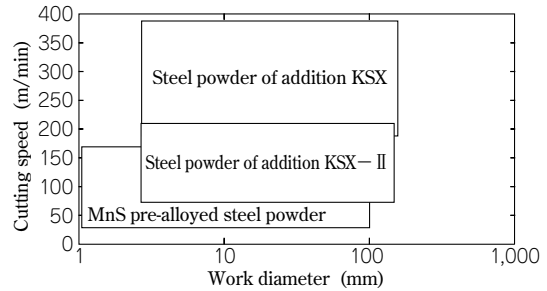 400
350
300
250
200
150
100
50
0
Cutting speed (m/min)
Steel powder of addition KSX
Steel powder of addition KSX－Ⅱ
MnS pre-alloyed steel powder
1 10 100 1,000
Work diameter (mm)